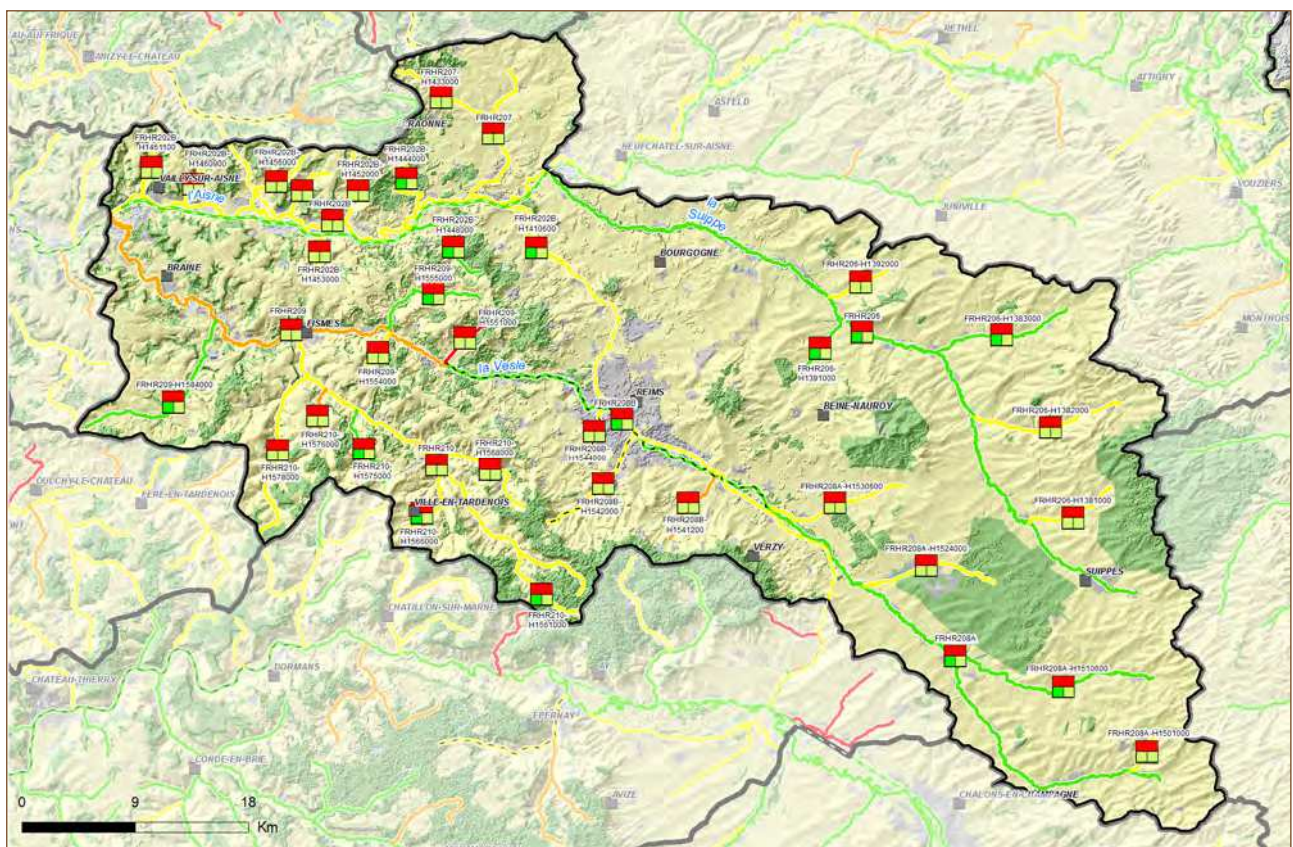 AU-AUFFRIQUE
ANIZY-LE-CHATEAU
RETHEL
ATTIGNY
ASFELD
NEUFCHATEL-SUR-AISNE
VOUZIERS
JUNIVILLE
MONTHOIS
FRHR207-
H1433000
FRHR207
RAONNE
FRHR202B
H1451100
FRHR202B-
H1460900
FRHR202B-
H1456000
FRHR202B-
H1452000
FRHR202B-
H1444000
VAILLY-SUR-AISNE
l'Aisne
FRHR202B
FRHR202B-
H1448000
FRHR202B-
H1410600
FRHR202B-
H1453000
la
Suippe
BOURGOGNE
BRAINE
FRHR209-
H1555000
FRHR206-H1392000
FRHR209
FISMES
FRHR209-
H1551000
FRHR206
FRHR206-H1383000
FRHR209-
H1554000
FRHR206-
H1391000
la Vesle
REIMS
FRHR209-H1584000
BEINE-NAUROY
FRHR208B
FRHR206-H1382000
FRHR210-
H1576000
FRHR208B-
H1544000
FRHR210-
H1578000
FRHR210-
H1575000
FRHR210
FRHR210-
H1568000
OULCHY-LE-CHATEAU
FERE-EN-TARDENOIS
VILLE-EN-TARDENOIS
FRHR208B-
H1542000
FRHR208B-
H1541200
FRHR208A-H1530600
FRHR206-H1381000
FRHR210-
H1566000
VERZY
FRHR208A-H1524000
SUIPPES
CHATILLON-SUR-MARNE
FRHR210-
H1561000
FRHR208A
DORMANS
AY
FRHR208A-H1510600
CHATEAU-THIERRY
EPERNAY
FRHR208A-H1501000
CONDE-EN-BRIE
AVIZE
CHALONS-EN-CHAMPAGNE
0 9 18
Km